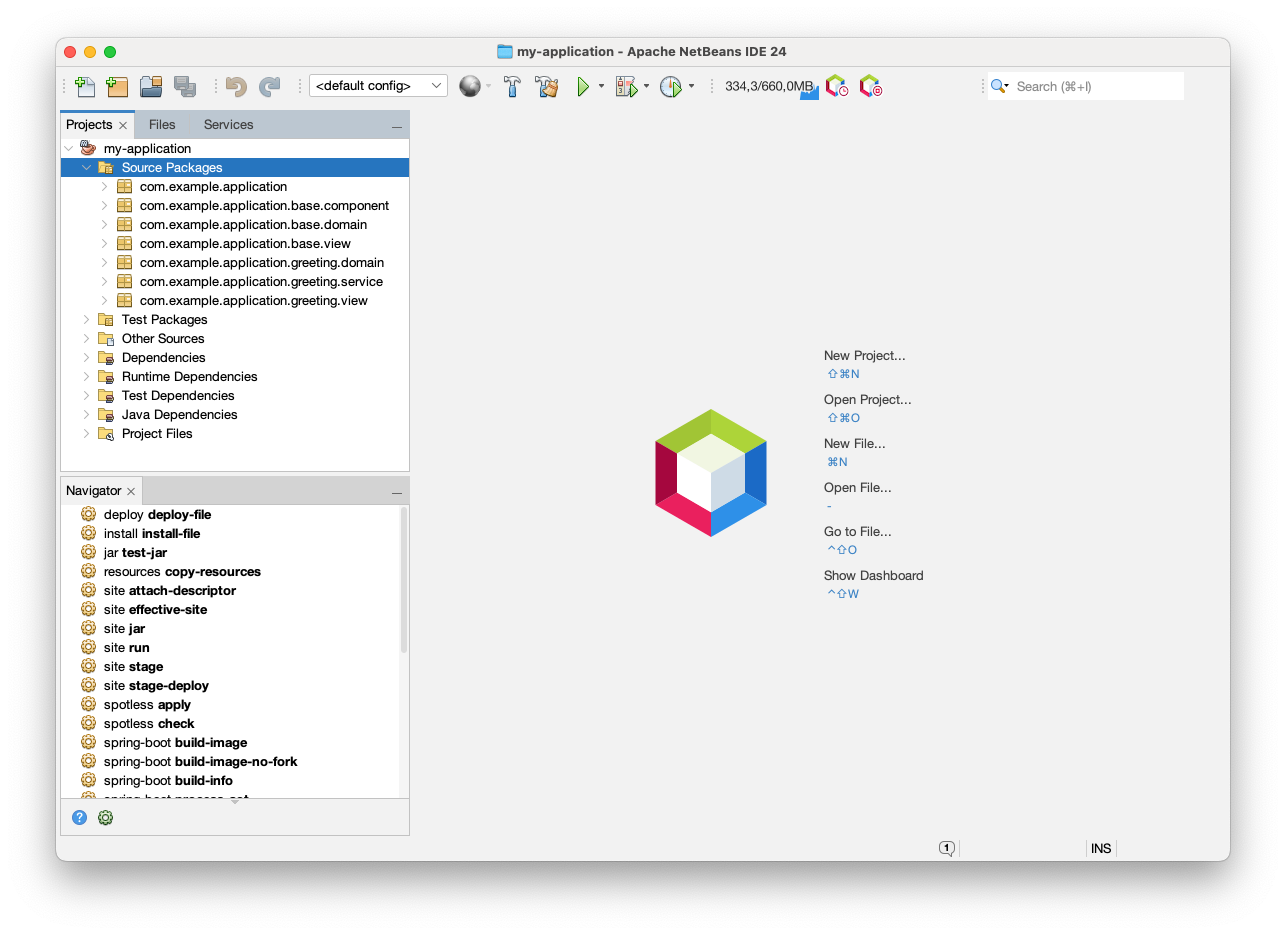 my-application - Apache NetBeans IDE 24
<default config>
334,3/660,0MB
Search (⌘+I)
Projects
Files
Services
my-application
Source Packages
com.example.application
com.example.application.base.component
com.example.application.base.domain
com.example.application.base.view
com.example.application.greeting.domain
com.example.application.greeting.service
com.example.application.greeting.view
Test Packages
Other Sources
Dependencies
Runtime Dependencies
Test Dependencies
Java Dependencies
Project Files
Navigator
deploy deploy-file
install install-file
jar test-jar
resources copy-resources
site attach-descriptor
site effective-site
site jar
site run
site stage
site stage-deploy
spotless apply
spotless check
spring-boot build-image
spring-boot build-image-no-fork
spring-boot build-info
New Project...
⇧⌘N
Open Project...
⇧⌘O
New File...
⌘N
Open File...
-
Go to File...
^⇧O
Show Dashboard
^⇧W
1
INS